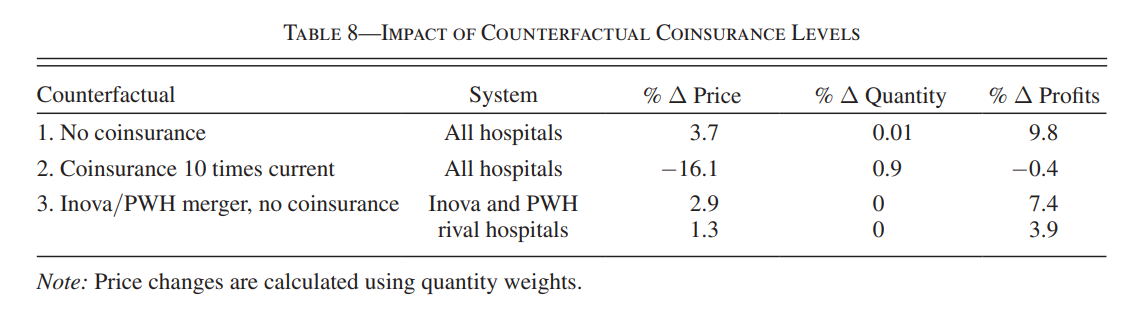 TABLE 8—IMPACT OF COUNTERFACTUAL COINSURANCE LEVELS
Counterfactual System % Δ Price % Δ Quantity % Δ Profits
1. No coinsurance All hospitals 3.7 0.01 9.8
2. Coinsurance 10 times current All hospitals −16.1 0.9 −0.4
3. Inova/PWH merger, no coinsurance Inova and PWH 2.9 0 7.4
rival hospitals 1.3 0 3.9
Note: Price changes are calculated using quantity weights.